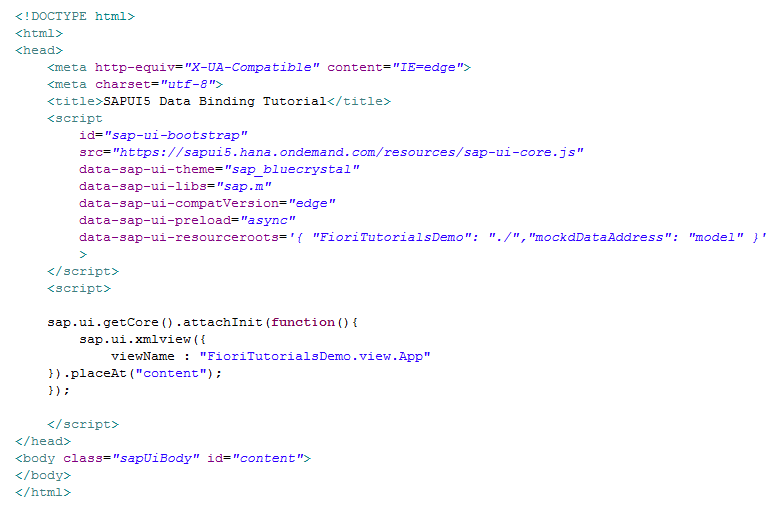 <!DOCTYPE html>
<html>
<head>
    <meta http-equiv="X-UA-Compatible" content="IE=edge">
    <meta charset="utf-8">
    <title>SAPUI5 Data Binding Tutorial</title>
    <script
        id="sap-ui-bootstrap"
        src="https://sapui5.hana.ondemand.com/resources/sap-ui-core.js"
        data-sap-ui-theme="sap_bluecrystal"
        data-sap-ui-libs="sap.m"
        data-sap-ui-compatVersion="edge"
        data-sap-ui-preload="async"
        data-sap-ui-resourceroots='{ "FioriTutorialsDemo": "./","mockdDataAddress": "model" }'
        >
    </script>
    <script>
    sap.ui.getCore().attachInit(function(){
        sap.ui.xmlview({
            viewName : "FioriTutorialsDemo.view.App"
    }).placeAt("content");
    });
    </script>
</head>
<body class="sapUiBody" id="content">
</body>
</html>